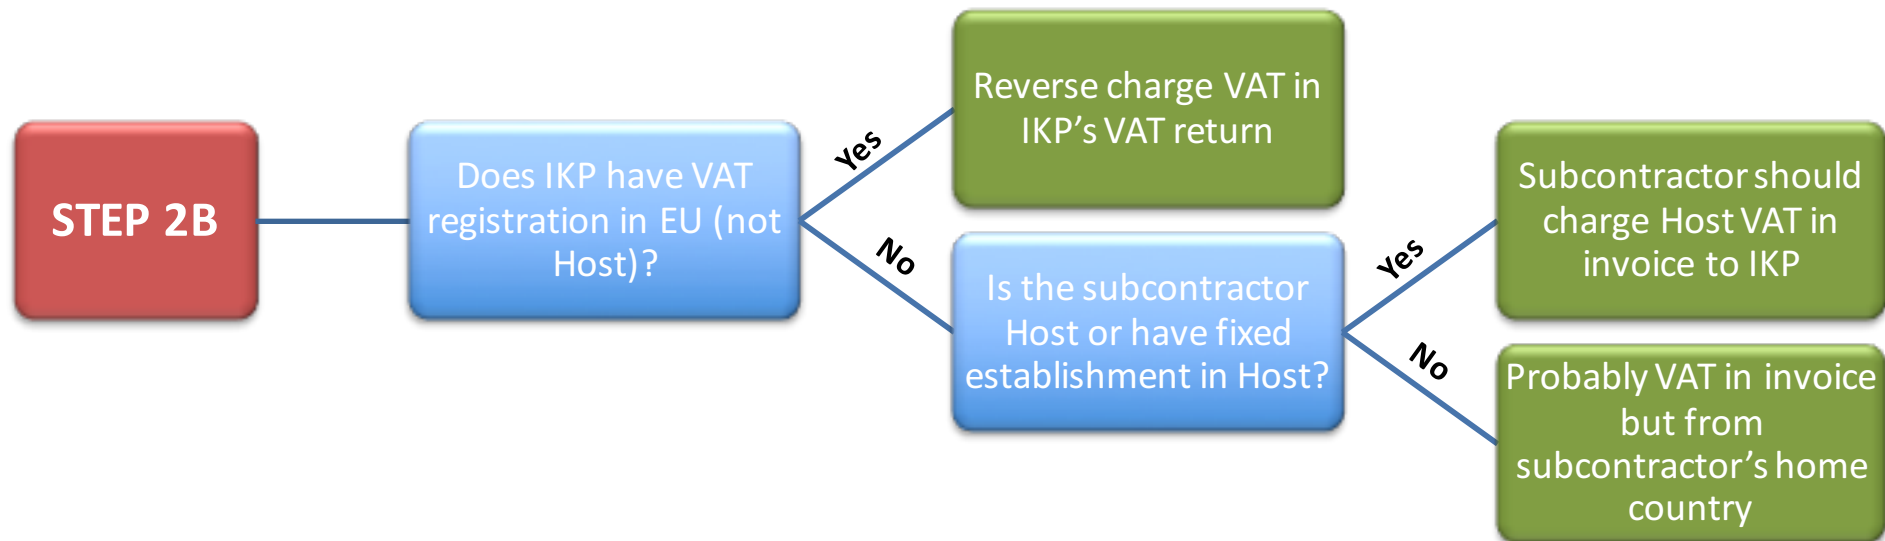 STEP 2B
Does IKP have VAT
registration in EU (not
Host)?
Yes
No
Reverse charge VAT in
IKP’s VAT return
Is the subcontractor
Host or have fixed
establishment in Host?
Yes
No
Subcontractor should
charge Host VAT in
invoice to IKP
Probably VAT in invoice
but from
subcontractor’s home
country